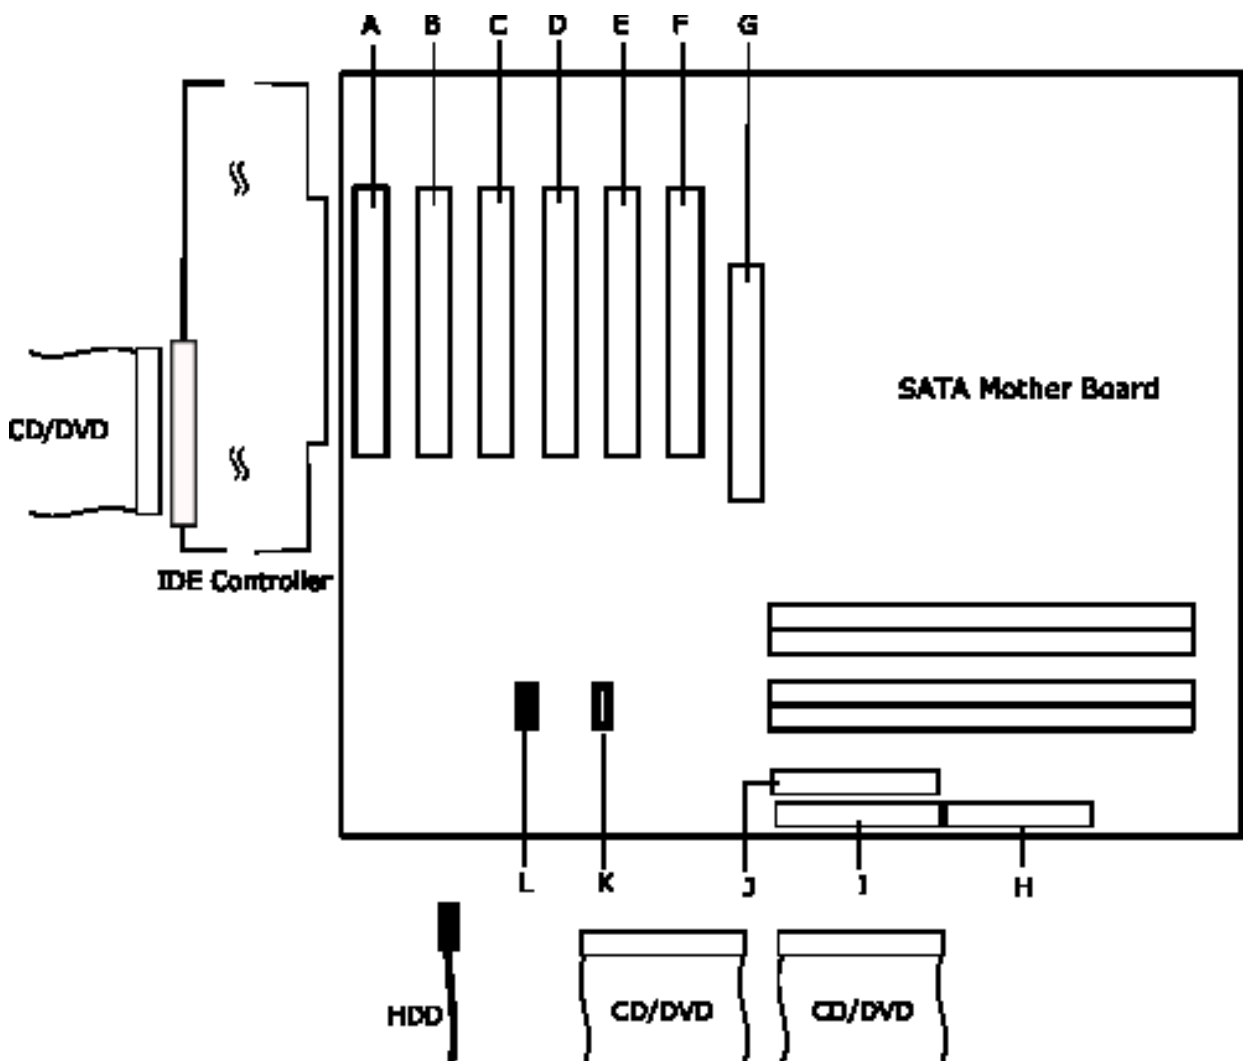 A B C D E F G
SATA Mother Board
CD/DVD
IDE Controller
L K J I H
HDD
CD/DVD
CD/DVD